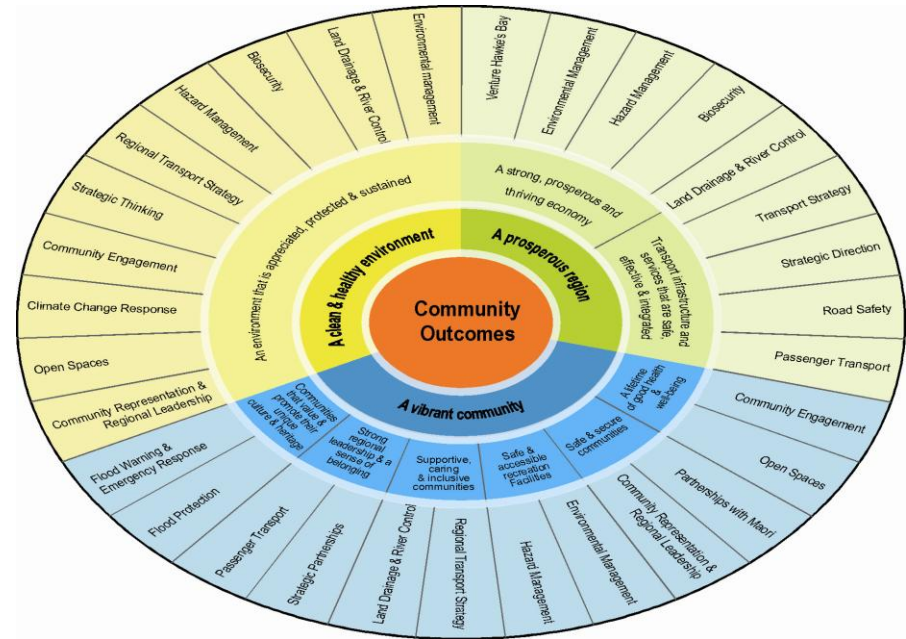 Community
Outcomes
A clean & healthy environment
A prosperous region
A vibrant community
An environment that is appreciated, protected & sustained
A strong, prosperous and
thriving economy
Transport infrastructure and
services that are safe,
effective & integrated
A lifetime
of good health
&
well-being
Safe & secure
communities
Safe &
accessible
recreation
Facilities
Supportive,
caring
& inclusive
communities
Strong
regional
leadership & a
sense of
belonging
Communities
that value &
promote their
unique
culture & heritage
Venture Hawke's Bay
Environmental Management
Hazard Management
Biosecurity
Land Drainage & River Control
Transport Strategy
Strategic Direction
Road Safety
Passenger Transport
Community Engagement
Open Spaces
Partnerships with Maori
Community Representation &
Regional Leadership
Environmental Management
Hazard Management
Regional Transport Strategy
Land Drainage & River Control
Strategic Partnerships
Passenger Transport
Flood Protection
Flood Warning &
Emergency Response
Community Representation &
Regional Leadership
Open Spaces
Climate Change Response
Community Engagement
Strategic Thinking
Regional Transport Strategy
Hazard Management
Biosecurity
Land Drainage & River Control
Environmental management